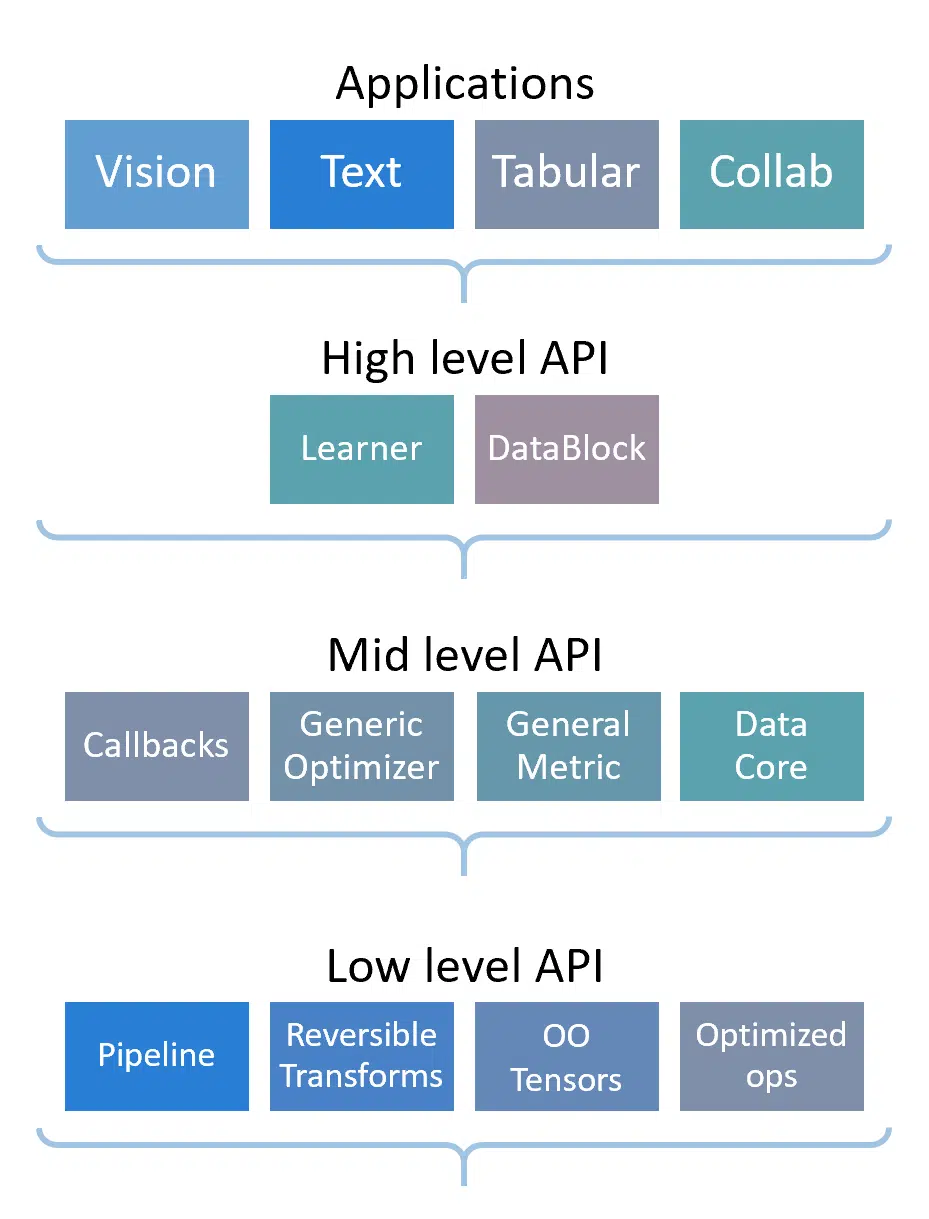 Applications
Vision
Text
Tabular
Collab
High level API
Learner
DataBlock
Mid level API
Callbacks
Generic
Optimizer
General
Metric
Data
Core
Low level API
Pipeline
Reversible
Transforms
OO
Tensors
Optimized
ops